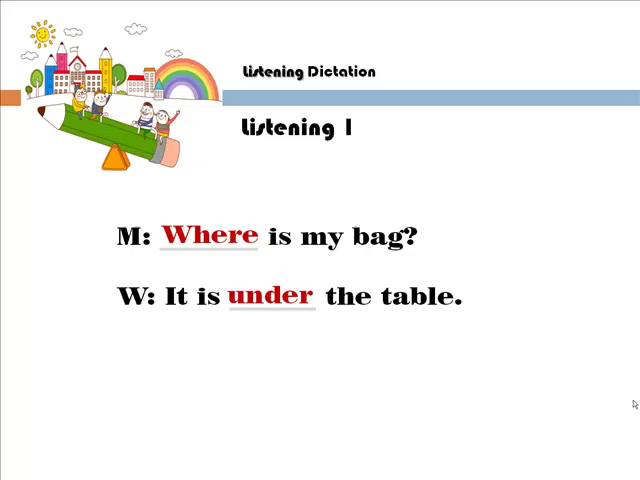 Listening Dictation
Listening 1
M: Where is my bag?
W: It is under the table.